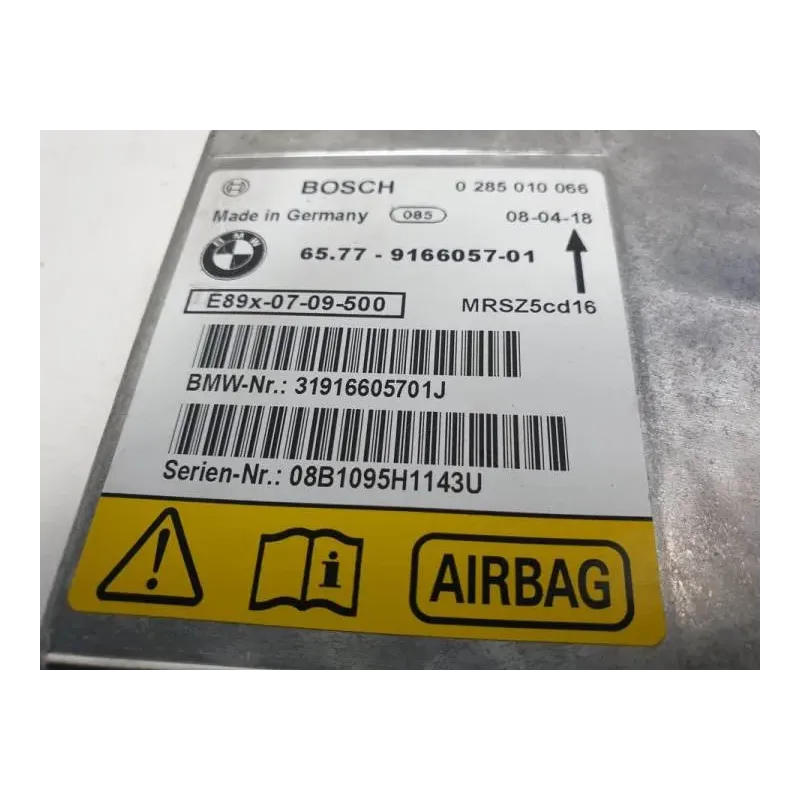 BOSCH 0 285 010 066
Made in Germany 085 08-04-18
BMW 65.77 - 9166057-01
E89x-07-09-500 MRSZ5cd16
BMW-Nr.: 31916605701J
Serien-Nr.: 08B1095H1143U
! i AIRBAG